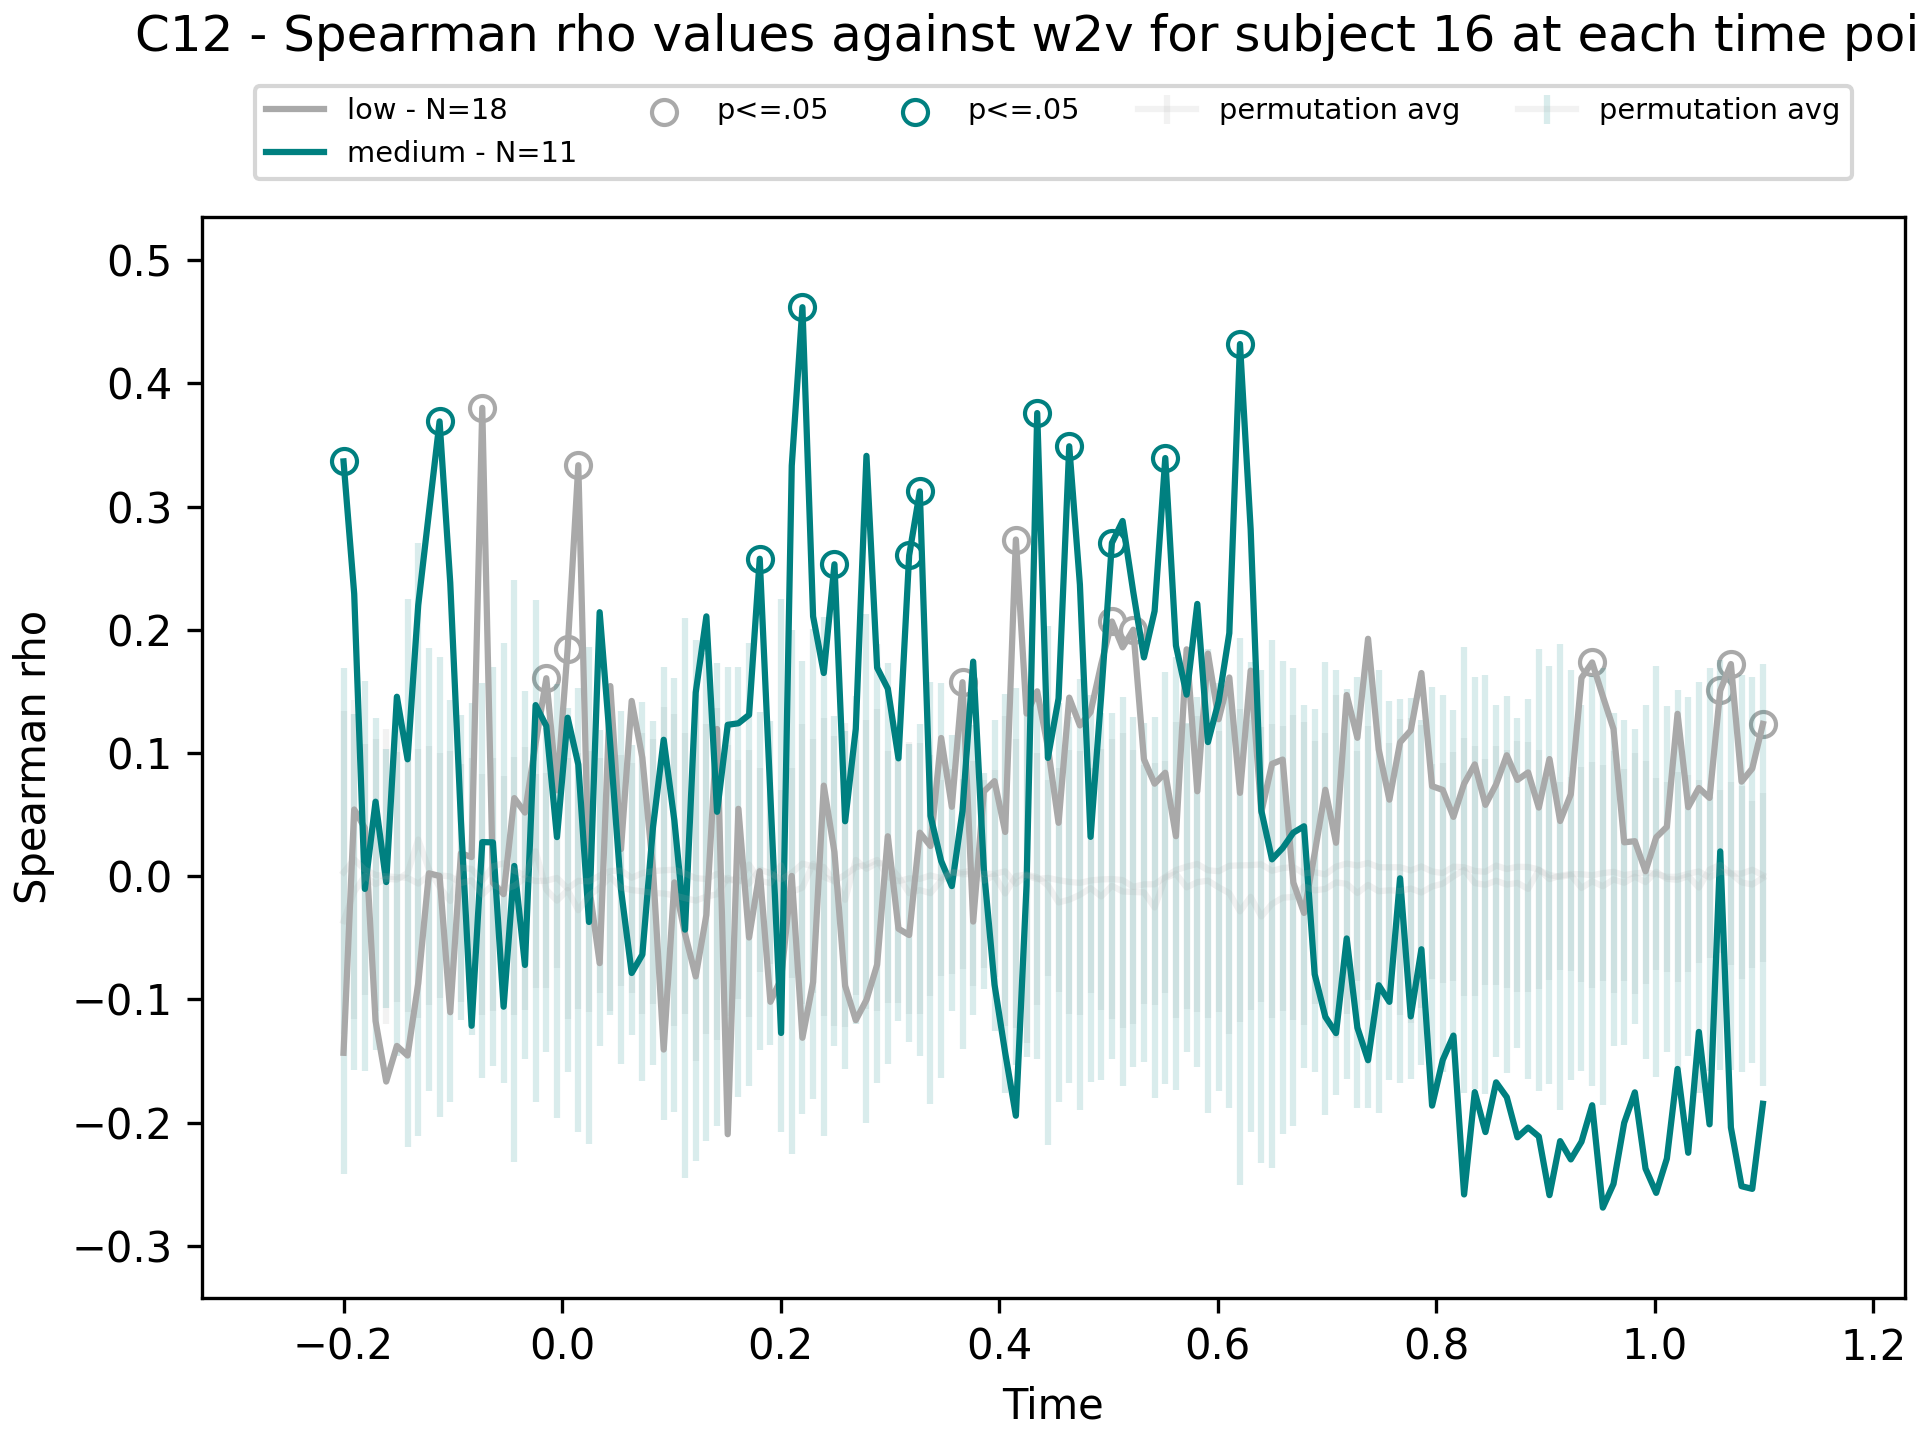 C12 - Spearman rho values against w2v for subject 16 at each time poi
low - N=18
medium - N=11
p<=.05
p<=.05
permutation avg
permutation avg
0.5
0.4
0.3
0.2
0.1
0.0
−0.1
−0.2
−0.3
Spearman rho
−0.2 0.0 0.2 0.4 0.6 0.8 1.0 1.2
Time